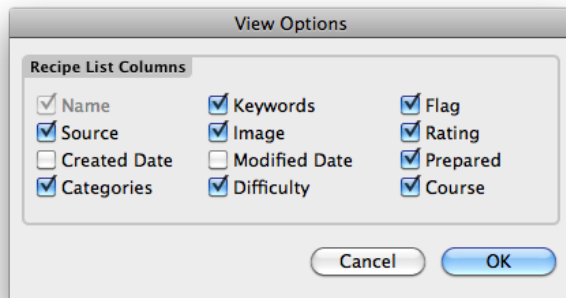 View Options
Recipe List Columns
Name Keywords Flag
Source Image Rating
Created Date Modified Date Prepared
Categories Difficulty Course
Cancel OK